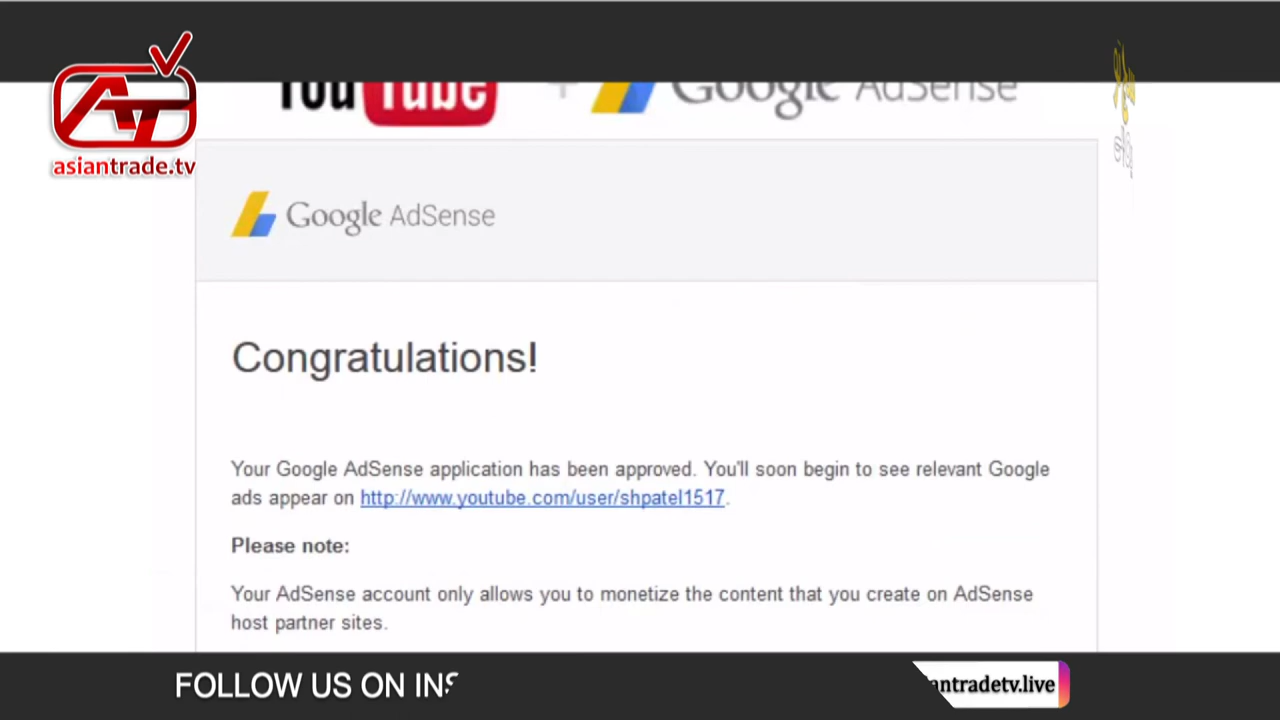 YouTube + Google AdSense
asiantrade.tv
Google AdSense
Congratulations!
Your Google AdSense application has been approved. You'll soon begin to see relevant Google
ads appear on http://www.youtube.com/user/shpatel1517.
Please note:
Your AdSense account only allows you to monetize the content that you create on AdSense
host partner sites.
FOLLOW US ON INS
antradetv.live